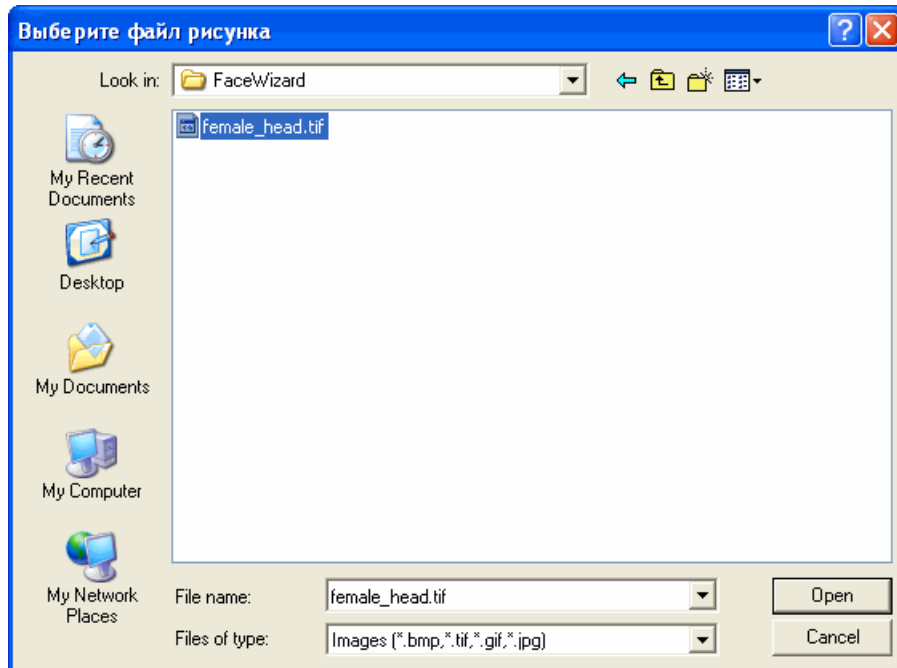 Выберите файл рисунка
Look in: FaceWizard
female_head.tif
My Recent
Documents
Desktop
My Documents
My Computer
My Network
Places
File name: female_head.tif Open
Files of type: Images (*.bmp,*.tif,*.gif,*.jpg) Cancel